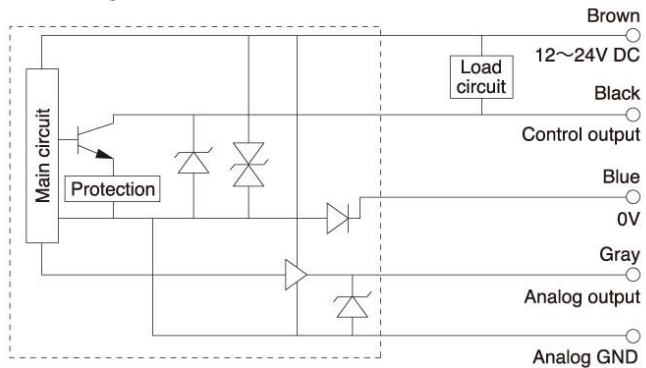 Brown
12～24V DC
Load
circuit
Black
Control output
Main circuit
Protection
Blue
0V
Gray
Analog output
Analog GND